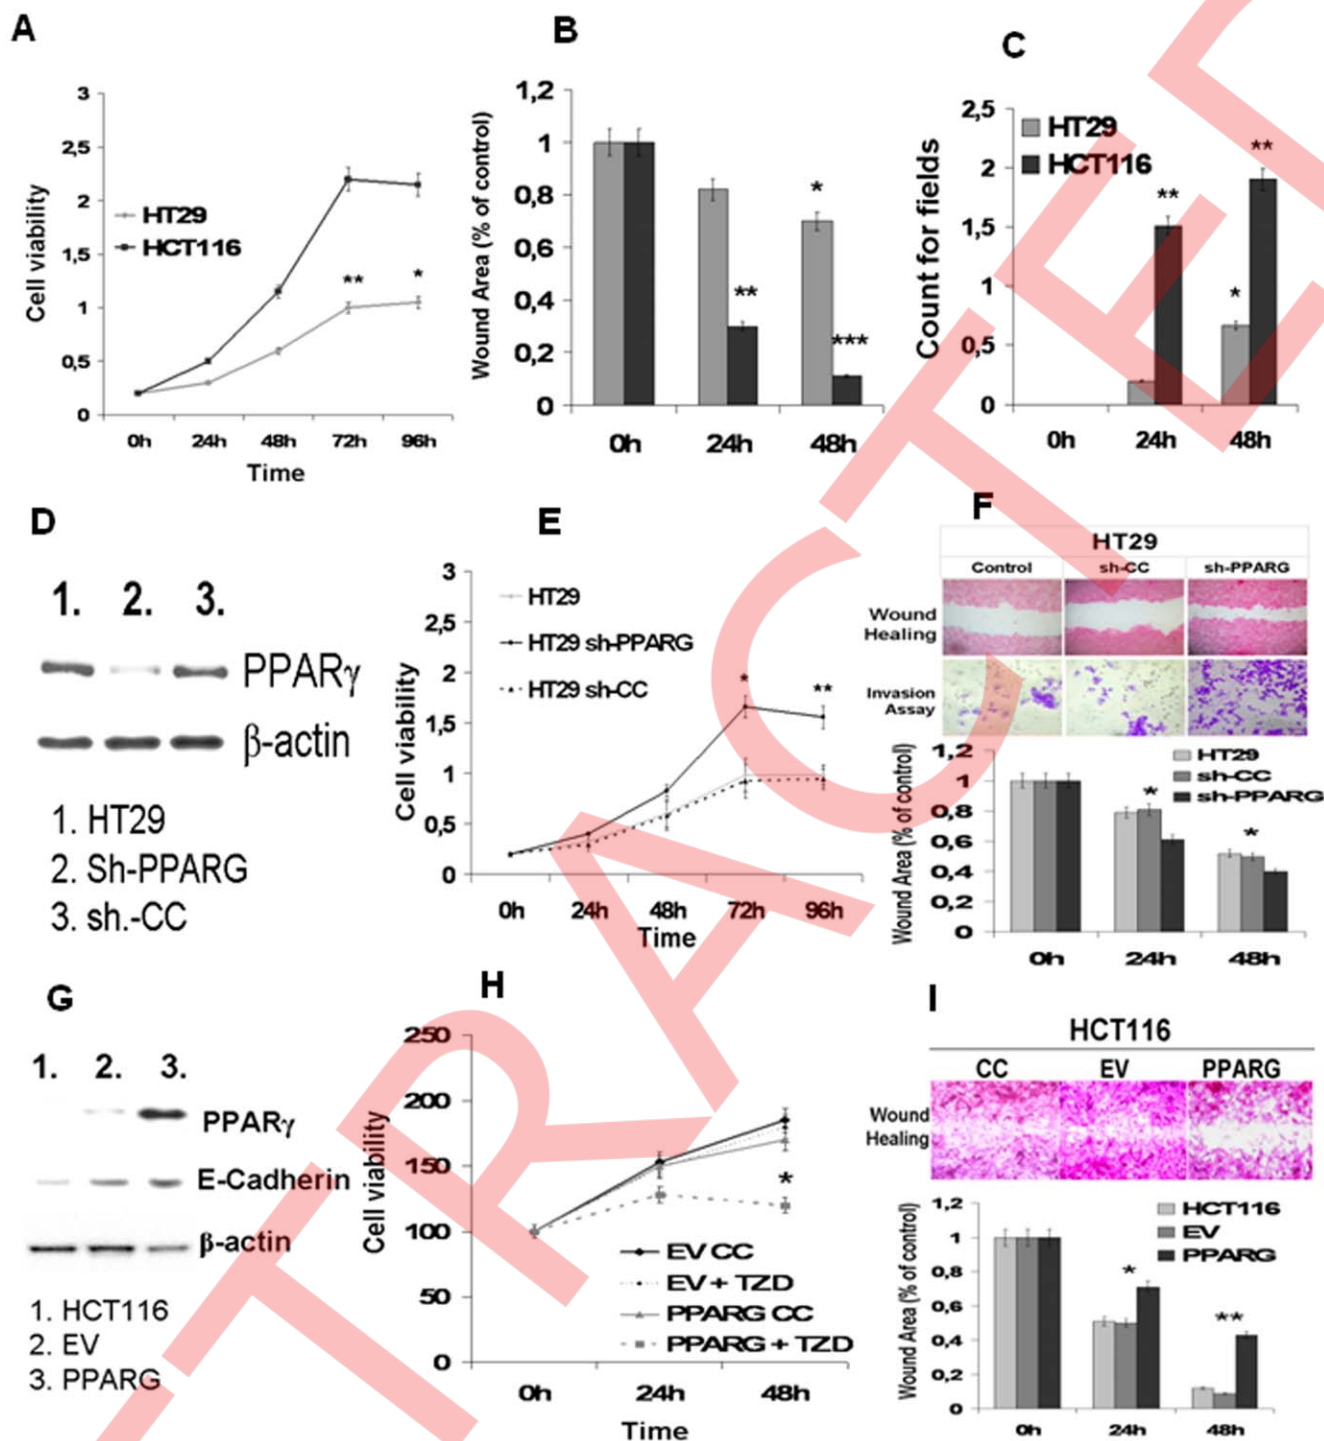 A
3
2,5
2
1,5
1
0,5
0
Cell viability
HT29
HCT116
**
*
0h 24h 48h 72h 96h
Time
B
1,2
1
0,8
0,6
0,4
0,2
0
Wound Area (% of control)
*
**
***
0h 24h 48h
C
2,5
2
1,5
1
0,5
0
Count for fields
HT29
HCT116
**
**
*
0h 24h 48h
D
1. 2. 3.
PPARγ
β-actin
1. HT29
2. Sh-PPARG
3. sh.-CC
E
3
2,5
2
1,5
1
0,5
0
Cell viability
HT29
HT29 sh-PPARG
HT29 sh-CC
*
**
0h 24h 48h 72h 96h
Time
F
HT29
Control sh-CC sh-PPARG
Wound
Healing
Invasion
Assay
1,2
1
0,8
0,6
0,4
0,2
0
Wound Area (% of control)
HT29
sh-CC
sh-PPARG
*
*
0h 24h 48h
G
1. 2. 3.
PPARγ
E-Cadherin
β-actin
1. HCT116
2. EV
3. PPARG
H
250
200
150
100
50
0
Cell viability
*
EV CC
EV + TZD
PPARG CC
PPARG + TZD
0h 24h 48h
Time
I
HCT116
CC EV PPARG
Wound
Healing
1,2
1
0,8
0,6
0,4
0,2
0
Wound Area (% of control)
HCT116
EV
PPARG
*
**
0h 24h 48h
TRACTED